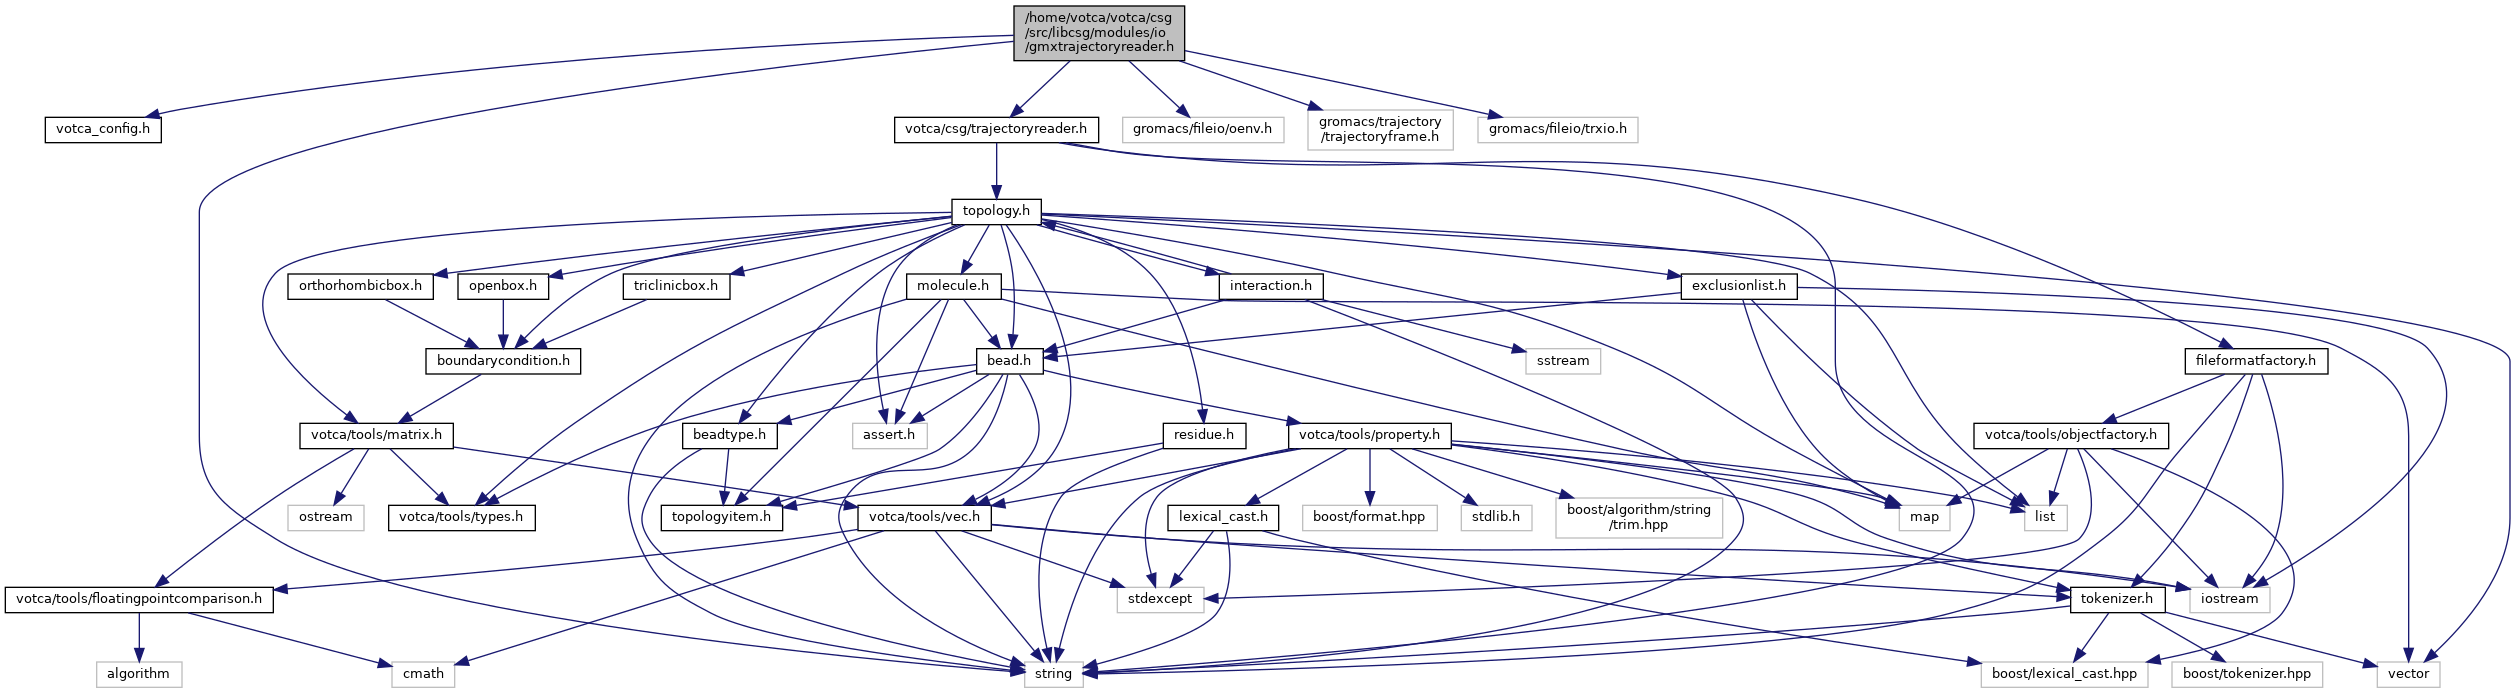 /home/votca/votca/csg
/src/libcsg/modules/io
/gmxtrajectoryreader.h
votca_config.h
votca/csg/trajectoryreader.h
gromacs/fileio/oenv.h
gromacs/trajectory
/trajectoryframe.h
gromacs/fileio/trxio.h
topology.h
orthorhombicbox.h
openbox.h
triclinicbox.h
molecule.h
interaction.h
exclusionlist.h
boundarycondition.h
bead.h
sstream
fileformatfactory.h
votca/tools/matrix.h
beadtype.h
assert.h
residue.h
votca/tools/property.h
votca/tools/objectfactory.h
ostream
votca/tools/types.h
topologyitem.h
votca/tools/vec.h
lexical_cast.h
boost/format.hpp
stdlib.h
boost/algorithm/string
/trim.hpp
map
list
votca/tools/floatingpointcomparison.h
stdexcept
tokenizer.h
iostream
algorithm
cmath
string
boost/lexical_cast.hpp
boost/tokenizer.hpp
vector